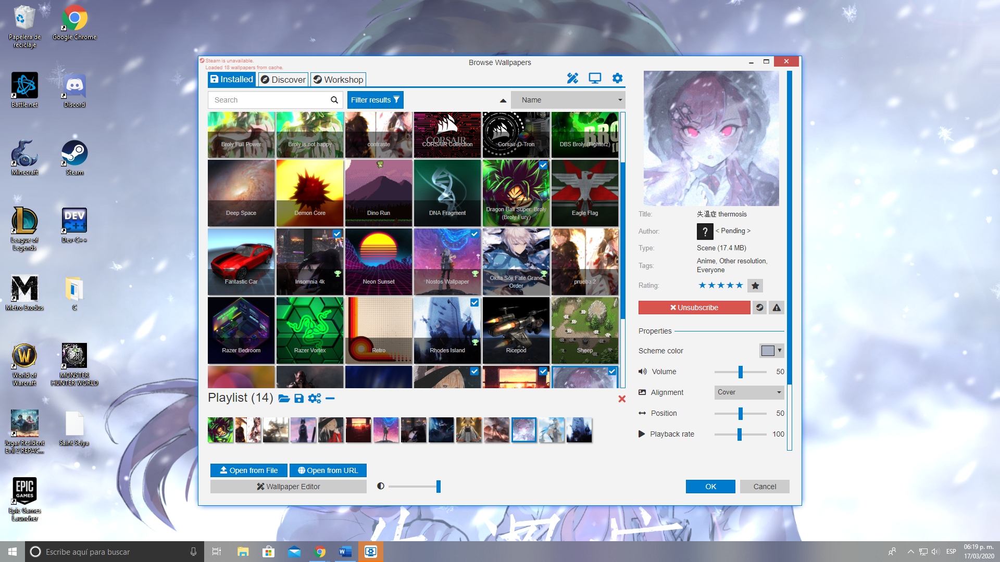 Papelera de
reciclaje
Google Chrome
Battle.net
Discord
Minecraft
Steam
League of
Legends
DEV
C++
Dev-C++
Metro Exodus
C
World of
Warcraft
MONSTER
HUNTER WORLD
Jugar Resident
Evil 2 REPAC...
Saint Seiya
EPIC
GAMES
Epic Games
Launcher
Steam is unavailable.
Loaded 18 wallpapers from cache.
Browse Wallpapers
Installed
Discover
Workshop
Search
Filter results
Name
Broly Full Power
Broly is not happy
contraste
CORSAIR
CORSAIR Collection
Corsair-O-Tron
BRO
DBS Broly (Fighterz)
Deep Space
Demon Core
Dino Run
DNA Fragment
Dragon Ball Super: Broly
(Broly Fury)
Eagle Flag
Fantastic Car
Insomnia 4k
Neon Sunset
Nostos Wallpaper
Okita Sōji Fate Grand
Order
prueba 2
Razer Bedroom
Razer Vortex
Retro
Rhodes Island
Ricepod
Sheep
Playlist (14)
Open from File
Open from URL
Wallpaper Editor
Title:
失溫症 thermosis
Author:
?
< Pending >
Type:
Scene (17.4 MB)
Tags:
Anime, Other resolution,
Everyone
Rating:
Unsubscribe
Properties
Scheme color
Volume
50
Alignment
Cover
Position
50
Playback rate
100
OK
Cancel
Escribe aquí para buscar
ESP
06:19 p. m.
17/03/2020